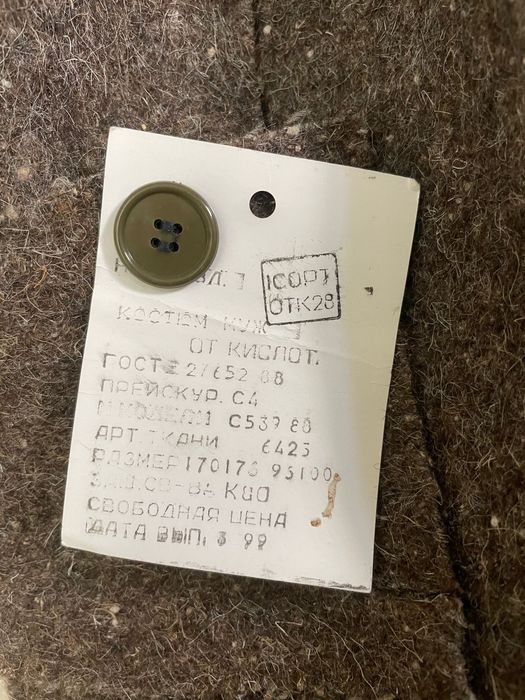 1СОРТ
ОТК28
КОСТЮМ МУЖ
ОТ КИСЛОТ.
ГОСТ 27652 88
ПРЕЙСКУР. С4
С539 88
АРТ. ТКАНИ 6425
РАЗМЕР 170176 96100
СВОБОДНАЯ ЦЕНА
ДАТА ВЫП. 3 99